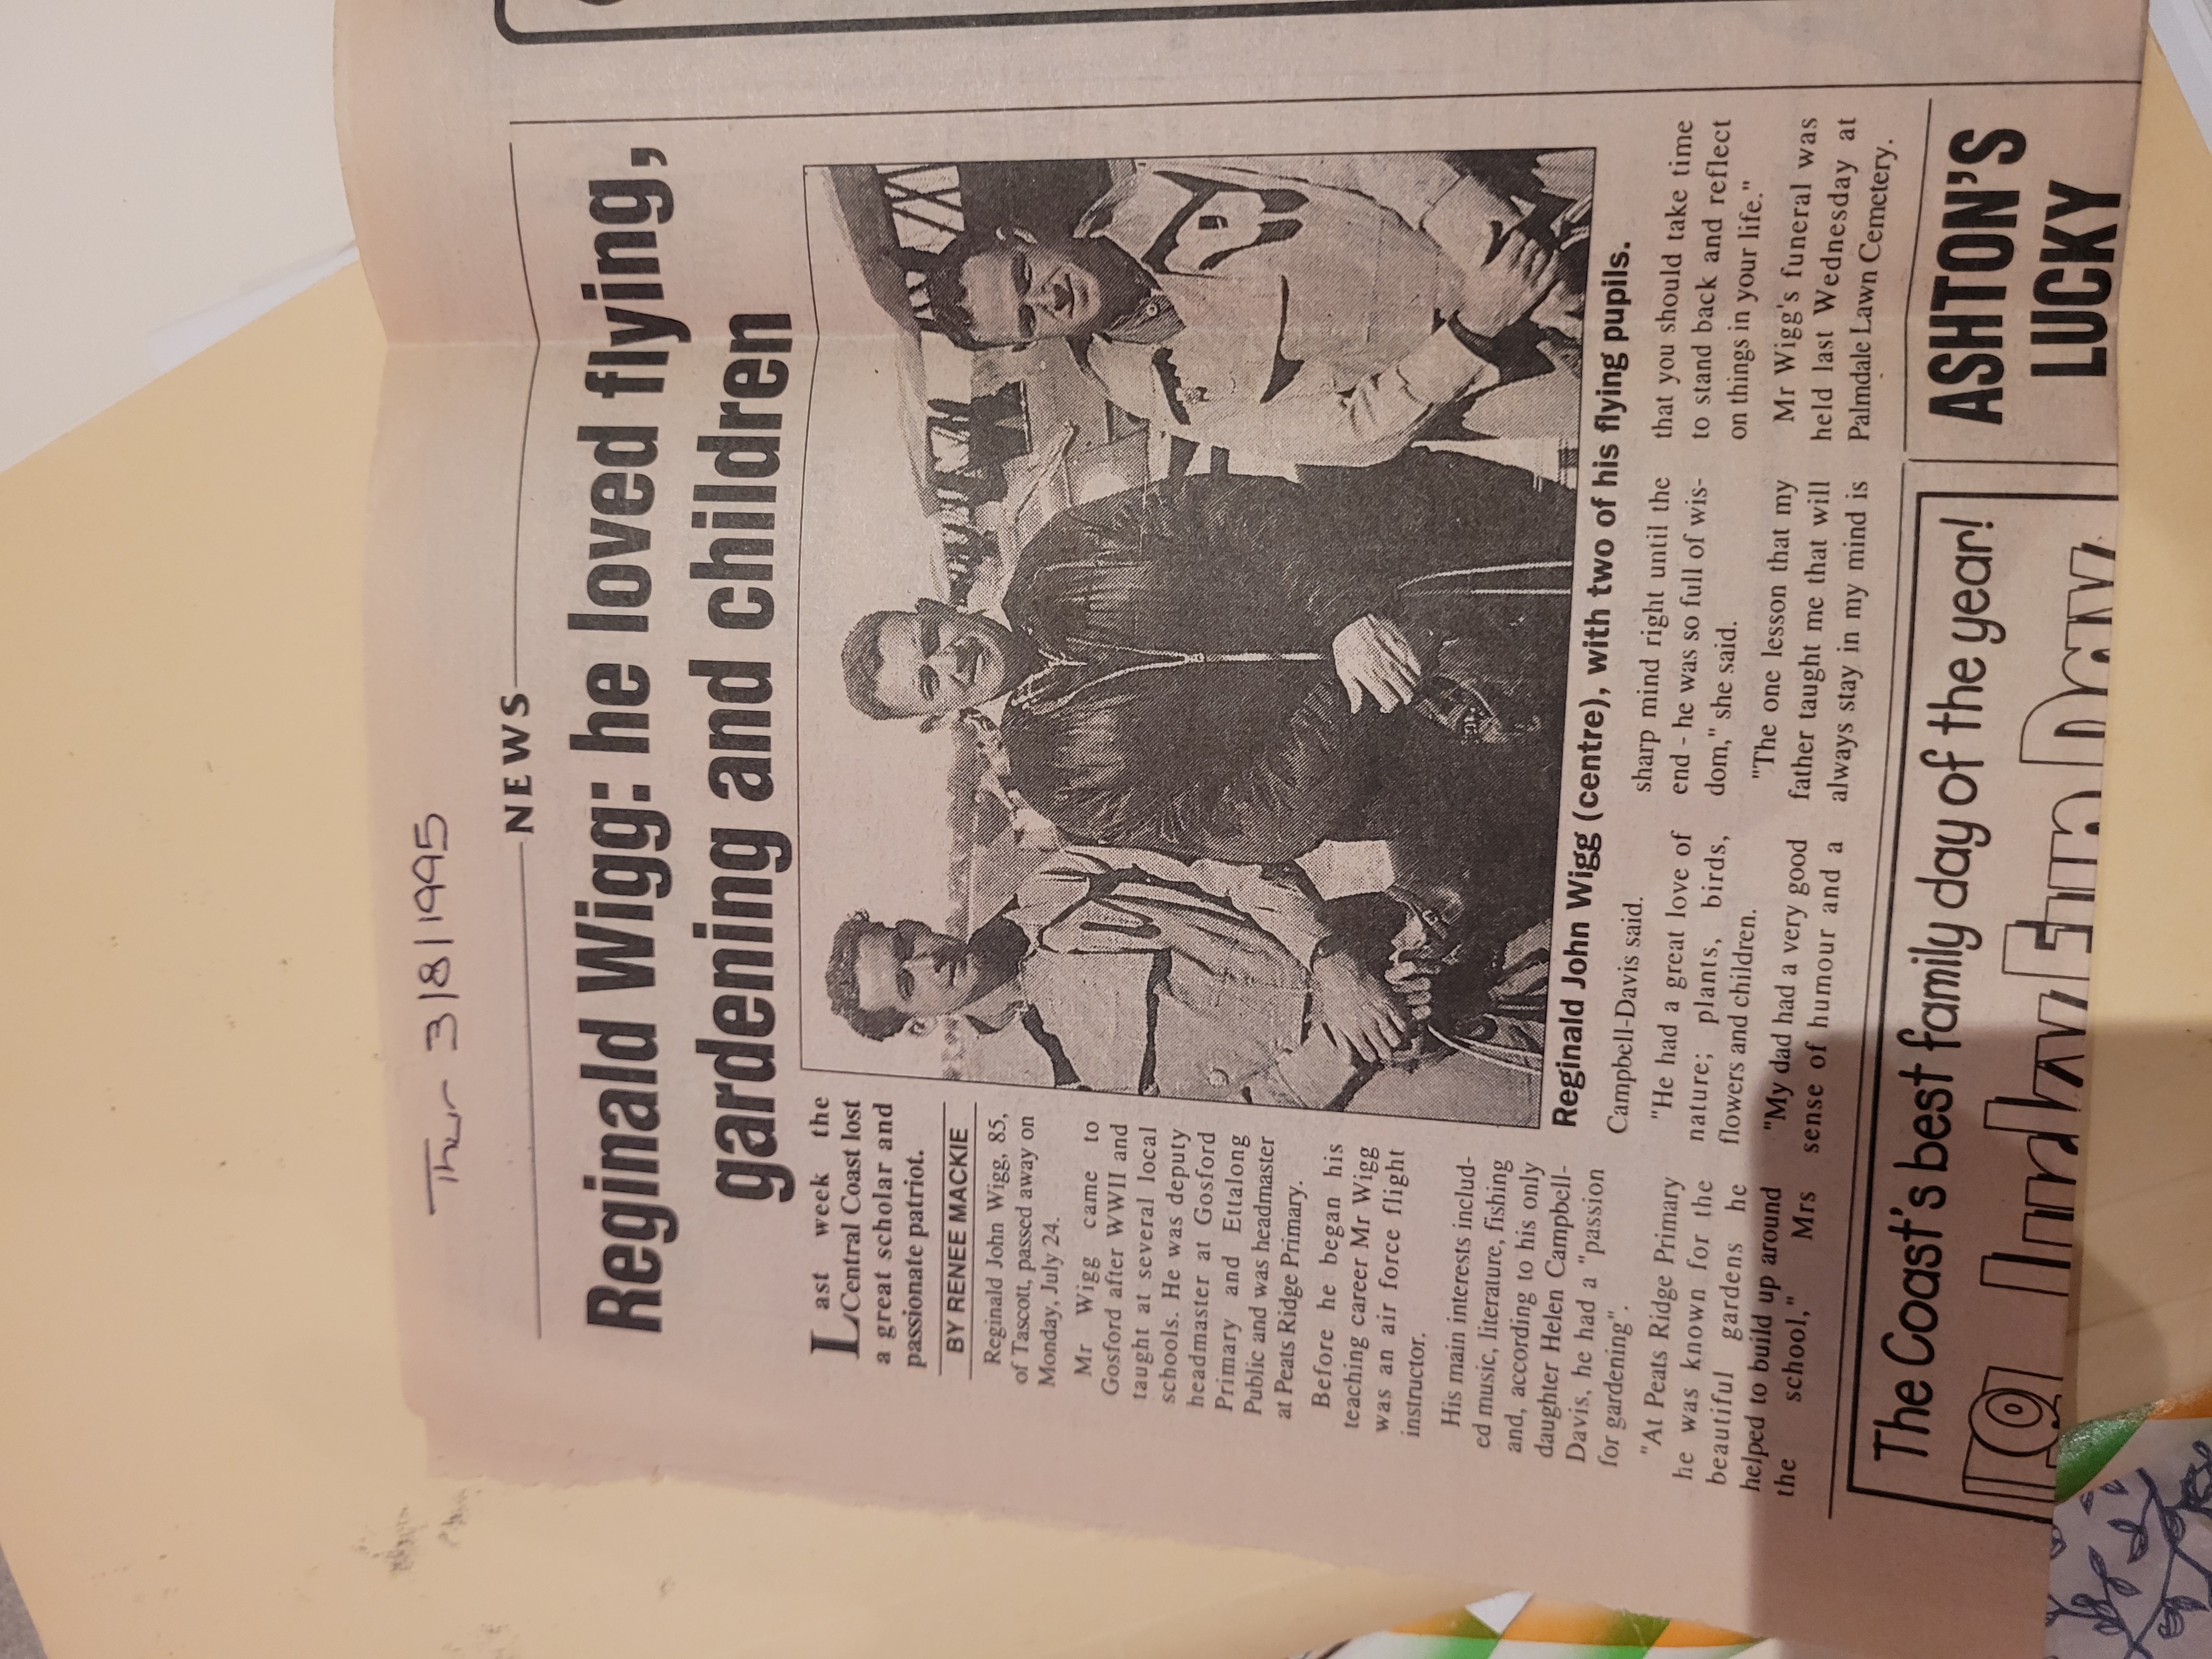 Thur 3/8/1995
NEWS
Reginald Wigg: he loved flying,
gardening and children
Last week the
Central Coast lost
a great scholar and
passionate patriot.
BY RENEE MACKIE
Reginald John Wigg, 85,
of Tascott, passed away on
Monday, July 24.
Mr Wigg came to
Gosford after WWII and
taught at several local
schools. He was deputy
headmaster at Gosford
Primary and Ettalong
Public and was headmaster
at Peats Ridge Primary.
Before he began his
teaching career Mr Wigg
was an air force flight
instructor.
His main interests includ-
ed music, literature, fishing
and, according to his only
daughter Helen Campbell-
Davis, he had a "passion
for gardening".
"At Peats Ridge Primary
he was known for the
beautiful gardens he
helped to build up around
the school," Mrs
Reginald John Wigg (centre), with two of his flying pupils.
Campbell-Davis said.
"He had a great love of
nature; plants, birds,
flowers and children.
"My dad had a very good
sense of humour and a
sharp mind right until the
end - he was so full of wis-
dom," she said.
"The one lesson that my
father taught me that will
always stay in my mind is
that you should take time
to stand back and reflect
on things in your life."
Mr Wigg's funeral was
held last Wednesday at
Palmdale Lawn Cemetery.
The Coast's best family day of the year!
ASHTON'S
LUCKY